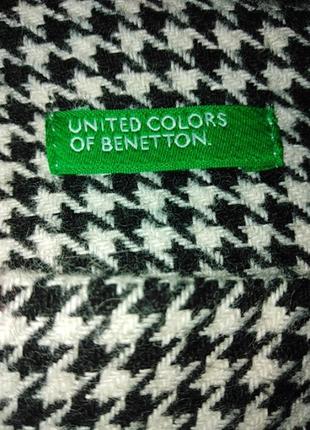 UNITED COLORS
OF BENETTON.